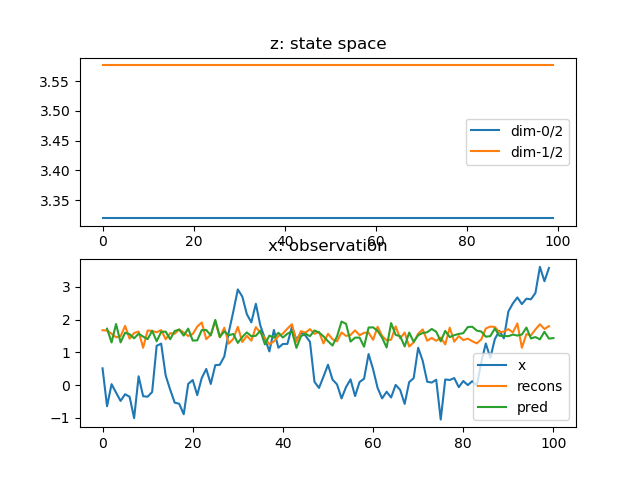 z: state space
3.55
3.50
3.45
3.40
3.35
dim-0/2
dim-1/2
0 20 40 60 80 100
x: observation
3
2
1
0
−1
x
recons
pred
0 20 40 60 80 100